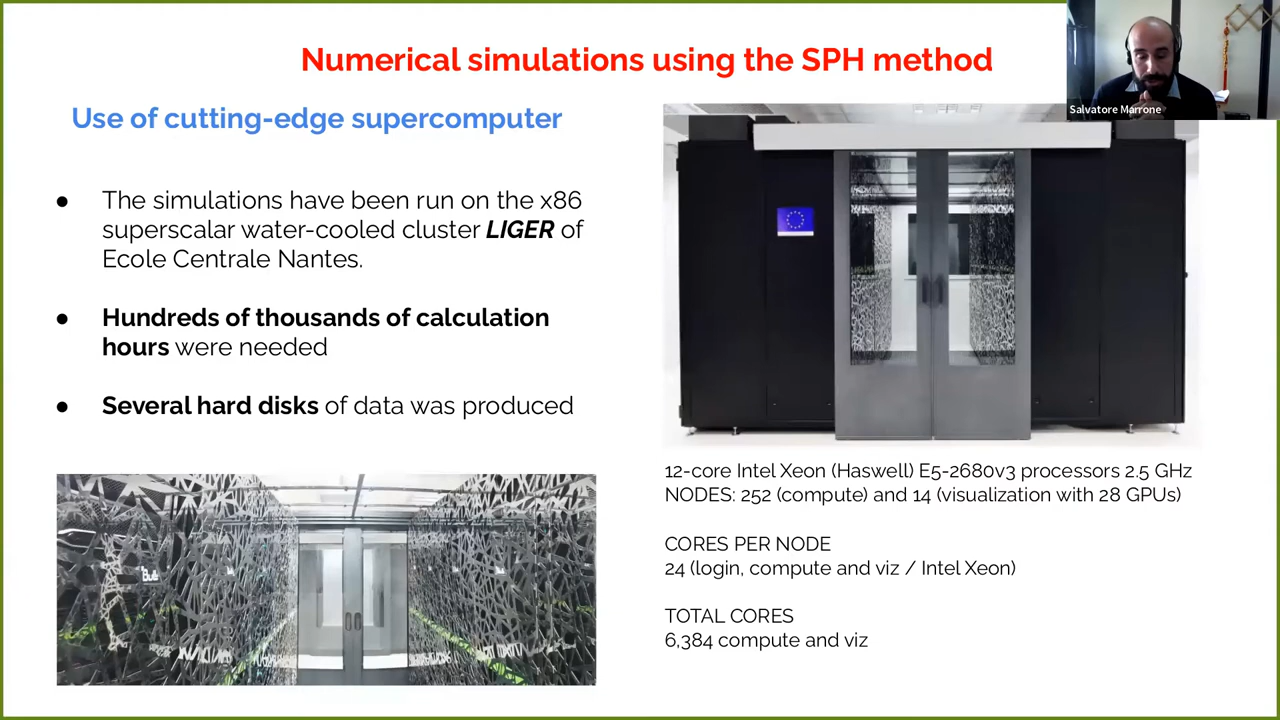 Numerical simulations using the SPH method
Salvatore Marrone
Use of cutting-edge supercomputer
● The simulations have been run on the x86
superscalar water-cooled cluster LIGER of
Ecole Centrale Nantes.
● Hundreds of thousands of calculation
hours were needed
● Several hard disks of data was produced
Bull
12-core Intel Xeon (Haswell) E5-2680v3 processors 2.5 GHz
NODES: 252 (compute) and 14 (visualization with 28 GPUs)
CORES PER NODE
24 (login, compute and viz / Intel Xeon)
TOTAL CORES
6,384 compute and viz